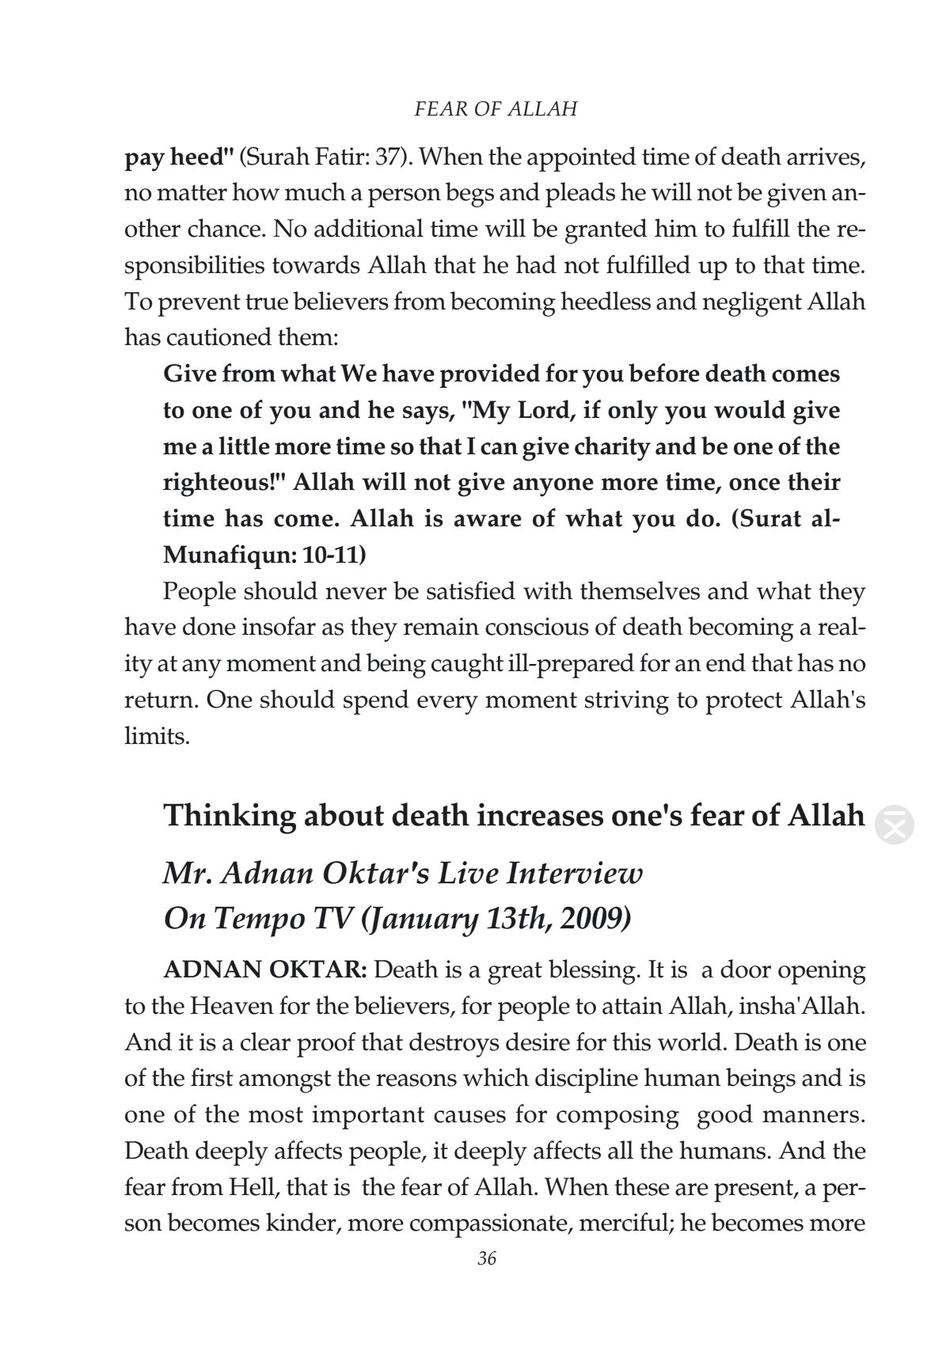 FEAR OF ALLAH
pay heed" (Surah Fatir: 37). When the appointed time of death arrives,
no matter how much a person begs and pleads he will not be given an-
other chance. No additional time will be granted him to fulfill the re-
sponsibilities towards Allah that he had not fulfilled up to that time.
To prevent true believers from becoming heedless and negligent Allah
has cautioned them:
Give from what We have provided for you before death comes
to one of you and he says, "My Lord, if only you would give
me a little more time so that I can give charity and be one of the
righteous!" Allah will not give anyone more time, once their
time has come. Allah is aware of what you do. (Surat al-
Munafiqun: 10-11)
People should never be satisfied with themselves and what they
have done insofar as they remain conscious of death becoming a real-
ity at any moment and being caught ill-prepared for an end that has no
return. One should spend every moment striving to protect Allah's
limits.
Thinking about death increases one's fear of Allah
Mr. Adnan Oktar's Live Interview
On Tempo TV (January 13th, 2009)
ADNAN OKTAR: Death is a great blessing. It is  a door opening
to the Heaven for the believers, for people to attain Allah, insha'Allah.
And it is a clear proof that destroys desire for this world. Death is one
of the first amongst the reasons which discipline human beings and is
one of the most important causes for composing  good manners.
Death deeply affects people, it deeply affects all the humans. And the
fear from Hell, that is  the fear of Allah. When these are present, a per-
son becomes kinder, more compassionate, merciful; he becomes more
36